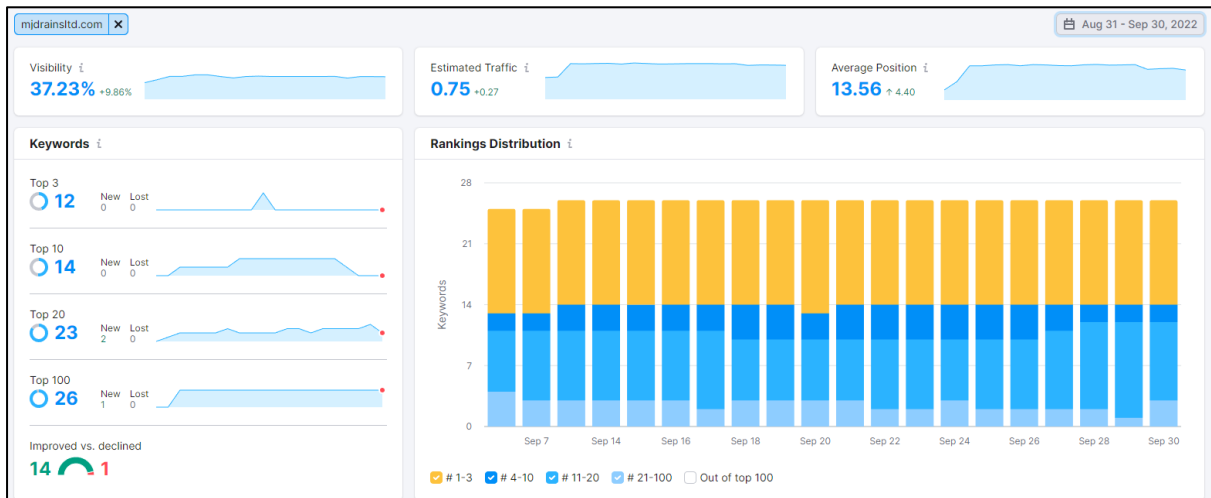 mjdrainsltd.com ×
Aug 31 - Sep 30, 2022
Visibility i
37.23% +9.86%
Estimated Traffic i
0.75 +0.27
Average Position i
13.56 ↑ 4.40
Keywords i
Top 3
12
New Lost
0 0
Top 10
14
New Lost
0 0
Top 20
23
New Lost
2 0
Top 100
26
New Lost
1 0
Improved vs. declined
14 1
Rankings Distribution i
28
21
14
7
0
Keywords
Sep 7 Sep 14 Sep 16 Sep 18 Sep 20 Sep 22 Sep 24 Sep 26 Sep 28 Sep 30
# 1-3 # 4-10 # 11-20 # 21-100 Out of top 100